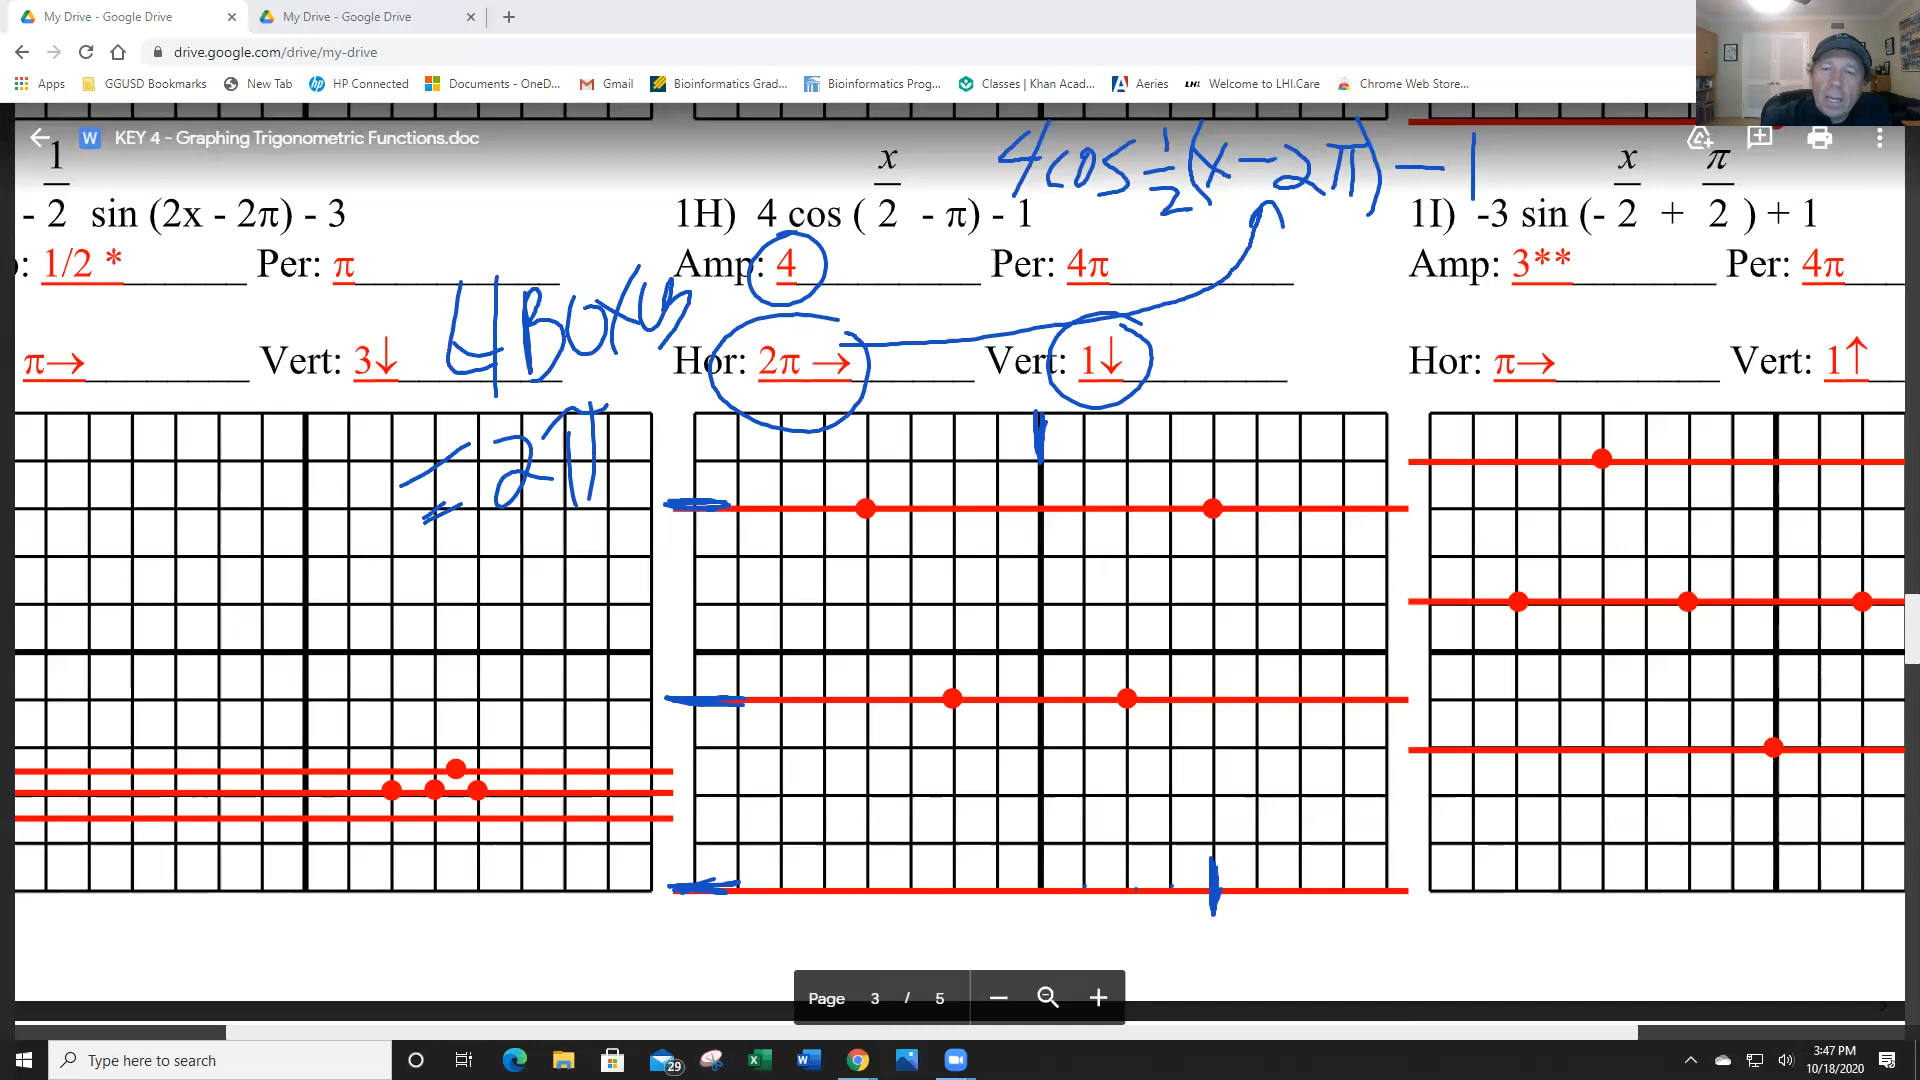 My Drive - Google Drive
My Drive - Google Drive
drive.google.com/drive/my-drive
Apps
GGUSD Bookmarks
New Tab
HP Connected
Documents - OneD...
Gmail
Bioinformatics Grad...
Bioinformatics Prog...
Classes | Khan Acad...
Aeries
LHI!
Welcome to LHI.Care
Chrome Web Store...
W KEY 4 - Graphing Trigonometric Functions.doc
- 1/2 sin (2x - 2π) - 3
: 1/2 * Per: π
π→ Vert: 3↓
4 cos 1/2 (x - 2π) - 1
1H) 4 cos ( x/2 - π) - 1
Amp: 4 Per: 4π
Hor: 2π → Vert: 1↓
4 Boxes
= 2π
1I) -3 sin (- x/2 + π/2 ) + 1
Amp: 3** Per: 4π
Hor: π→ Vert: 1↑
Page 3 / 5
Type here to search
29
3:47 PM
10/18/2020